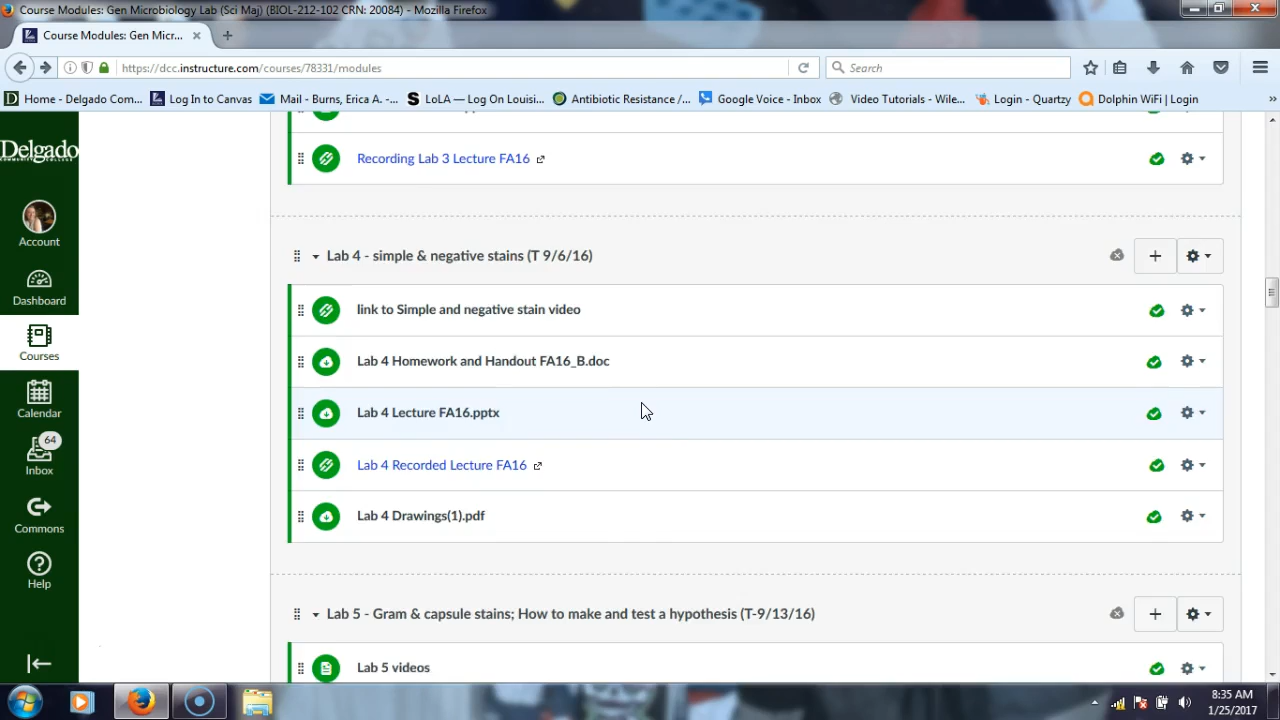 Course Modules: Gen Microbiology Lab (Sci Maj) (BIOL-212-102 CRN: 20084) - Mozilla Firefox
Course Modules: Gen Micr...
https://dcc.instructure.com/courses/78331/modules
Search
Home - Delgado Com...
Log In to Canvas
Mail - Burns, Erica A. -...
LoLA — Log On Louisi...
Antibiotic Resistance /...
Google Voice - Inbox
Video Tutorials - Wile...
Login - Quartzy
Dolphin WiFi | Login
Delgado
COMMUNITY COLLEGE
Account
Dashboard
Courses
Calendar
64
Inbox
Commons
Help
Recording Lab 3 Lecture FA16
Lab 4 - simple & negative stains (T 9/6/16)
link to Simple and negative stain video
Lab 4 Homework and Handout FA16_B.doc
Lab 4 Lecture FA16.pptx
Lab 4 Recorded Lecture FA16
Lab 4 Drawings(1).pdf
Lab 5 - Gram & capsule stains; How to make and test a hypothesis (T-9/13/16)
Lab 5 videos
8:35 AM
1/25/2017